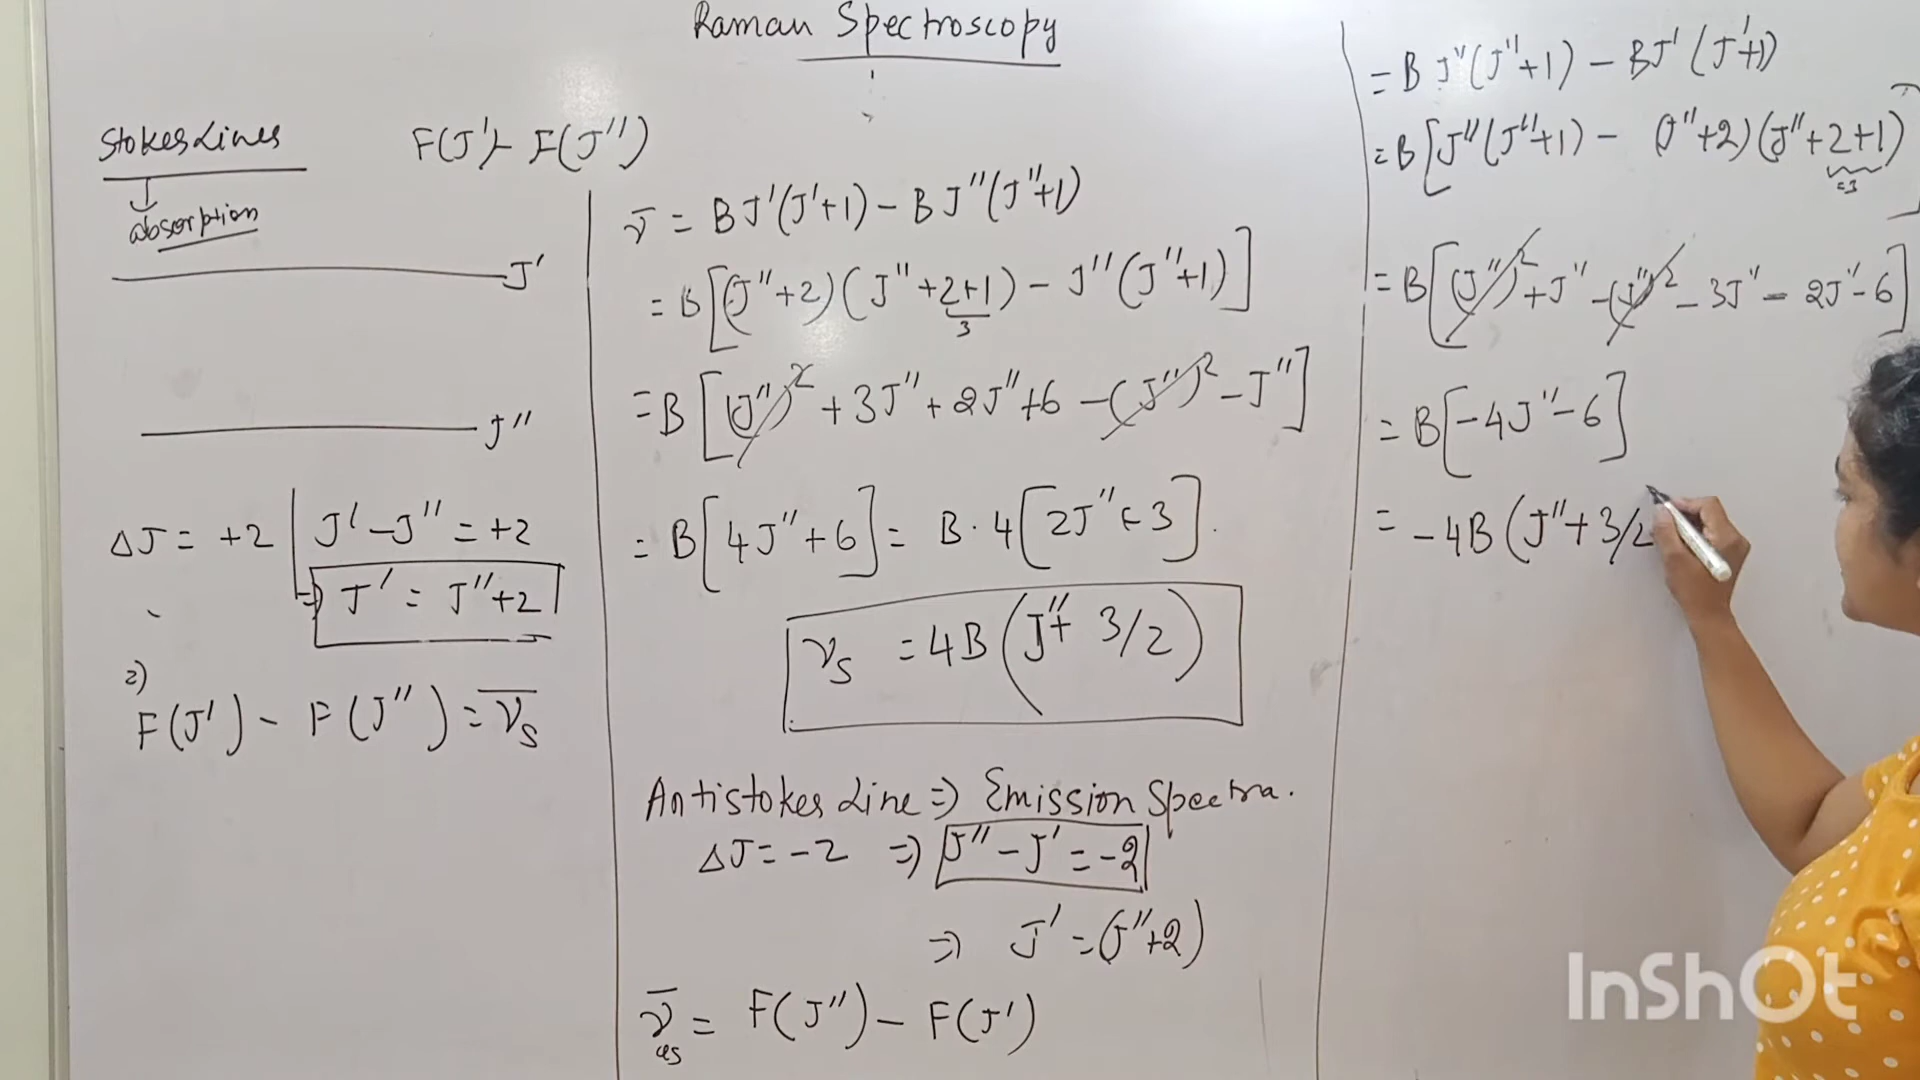 Raman Spectroscopy
Stokes Lines
absorption
F(J') - F(J'')
J'
J''
ΔJ = +2
J' - J'' = +2
⇒ J' = J''+2
2)
F(J') - F(J'') = ν̅s
ν̅ = BJ'(J'+1) - BJ''(J''+1)
= B[(J''+2)(J''+2+1) - J''(J''+1)]
3
= B[(J'')² + 3J'' + 2J'' + 6 - (J'')² - J'']
= B[4J''+6] = B·4[2J''+3].
νs = 4B(J''+ 3/2)
Antistokes Line ⇒ Emission Spectra.
ΔJ = -2 ⇒ J'' - J' = -2
⇒ J' = (J''+2)
ν̅as = F(J'') - F(J')
= B J''(J''+1) - BJ'(J'+1)
= B[J''(J''+1) - (J''+2)(J''+2+1)]
=3
= B[(J'')² + J'' - (J'')² - 3J'' - 2J'' - 6]
= B[-4J'' - 6]
= -4B(J''+3/2
InShOt